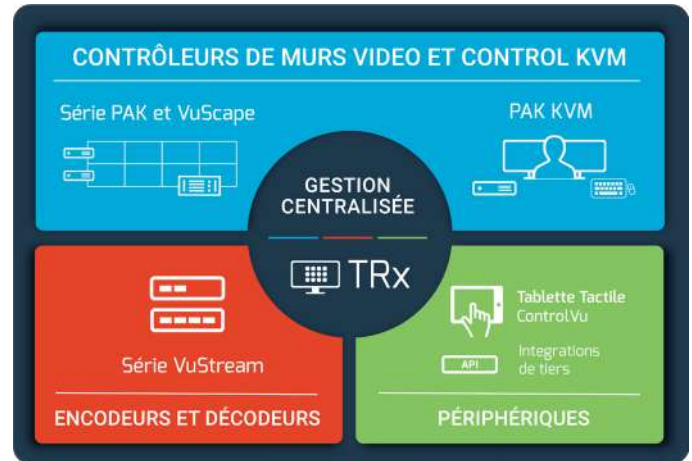 CONTRÔLEURS DE MURS VIDEO ET CONTROL KVM
Série PAK et VuScape
PAK KVM
GESTION
CENTRALISÉE
TRx
Série VuStream
ENCODEURS ET DÉCODEURS
Tablette Tactile
ControlVu
API
Integrations
de tiers
PÉRIPHÉRIQUES